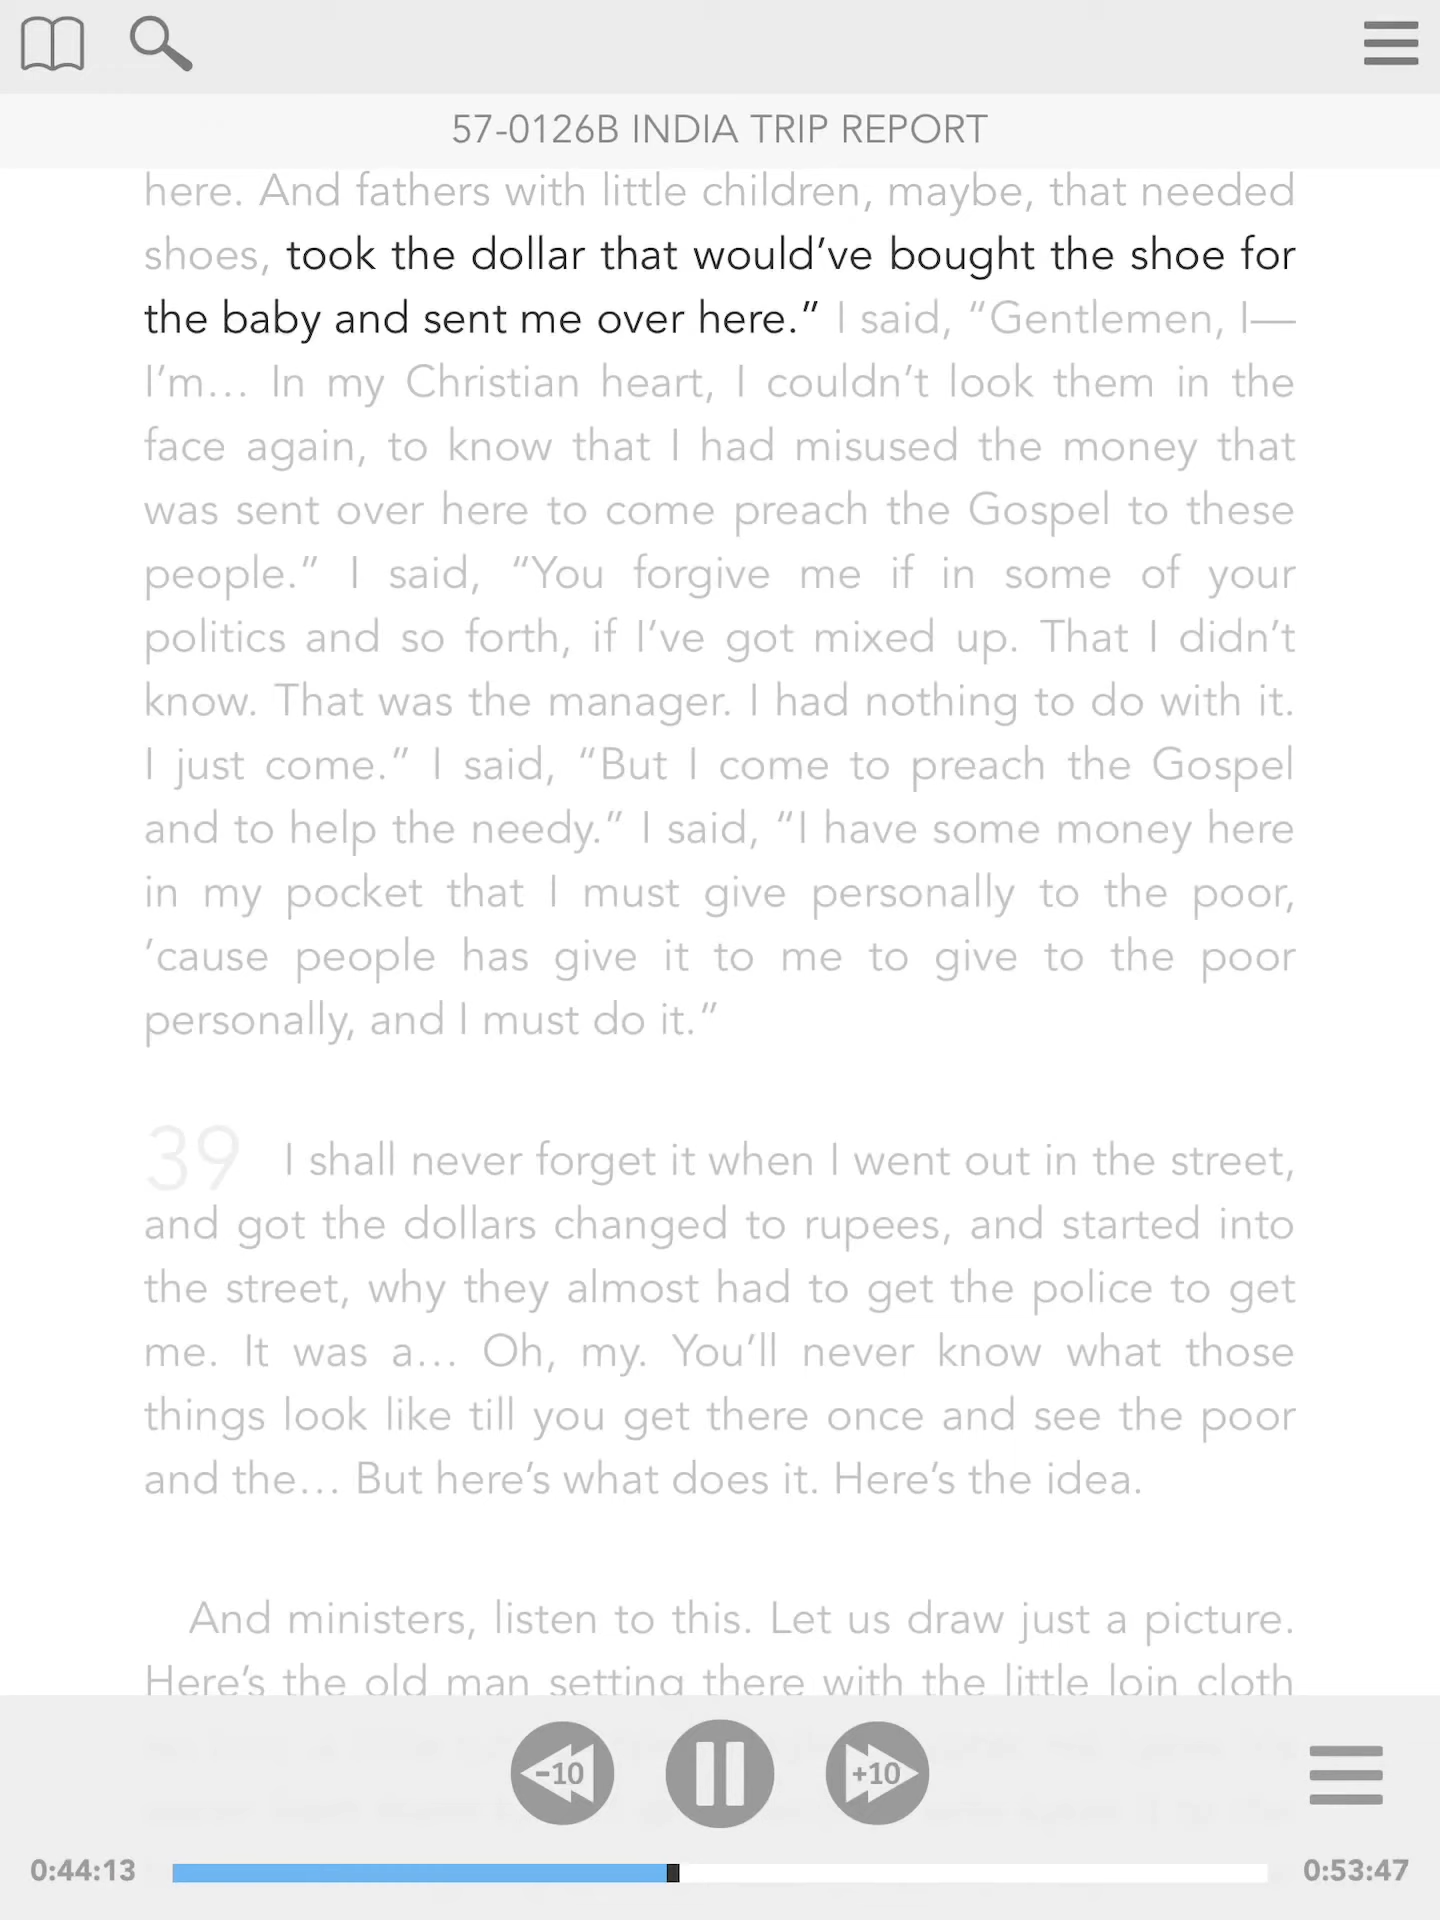 57-0126B INDIA TRIP REPORT
here. And fathers with little children, maybe, that needed
shoes, took the dollar that would’ve bought the shoe for
the baby and sent me over here.” I said, “Gentlemen, I—
I’m… In my Christian heart, I couldn’t look them in the
face again, to know that I had misused the money that
was sent over here to come preach the Gospel to these
people.” I said, “You forgive me if in some of your
politics and so forth, if I’ve got mixed up. That I didn’t
know. That was the manager. I had nothing to do with it.
I just come.” I said, “But I come to preach the Gospel
and to help the needy.” I said, “I have some money here
in my pocket that I must give personally to the poor,
’cause people has give it to me to give to the poor
personally, and I must do it.”
39 I shall never forget it when I went out in the street,
and got the dollars changed to rupees, and started into
the street, why they almost had to get the police to get
me. It was a… Oh, my. You’ll never know what those
things look like till you get there once and see the poor
and the… But here’s what does it. Here’s the idea.
And ministers, listen to this. Let us draw just a picture.
Here’s the old man setting there with the little loin cloth
-10 +10
0:44:13 0:53:47